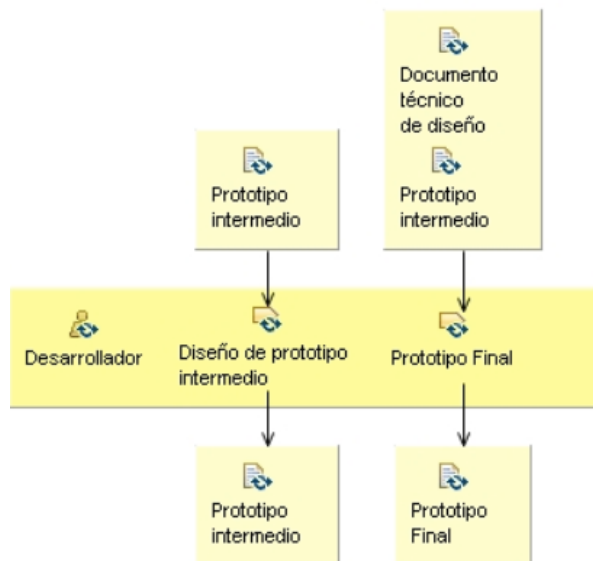 Documento
técnico
de diseño
Prototipo
intermedio
Prototipo
intermedio
Desarrollador
Diseño de prototipo
intermedio
Prototipo Final
Prototipo
intermedio
Prototipo
Final